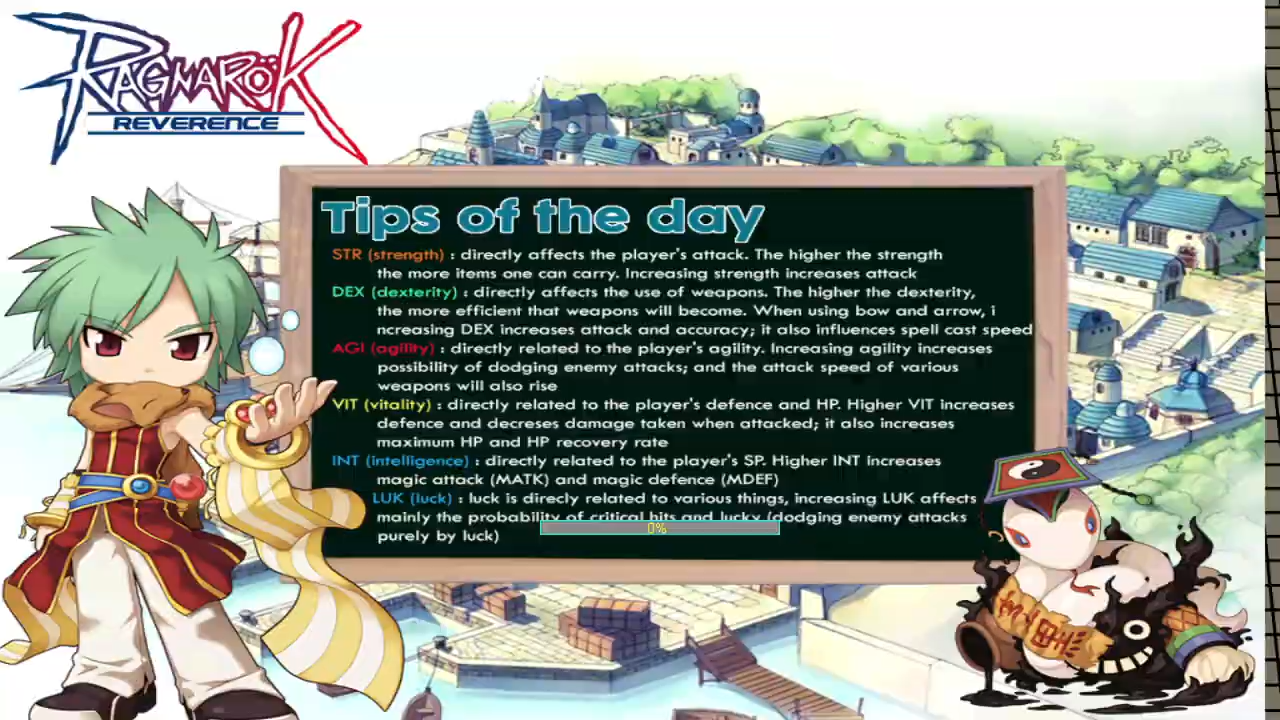 RAGNARÖK
REVERENCE
Tips of the day
STR (strength) : directly affects the player's attack. The higher the strength
the more items one can carry. Increasing strength increases attack
DEX (dexterity) : directly affects the use of weapons. The higher the dexterity,
the more efficient that weapons will become. When using bow and arrow, i
ncreasing DEX increases attack and accuracy; it also influences spell cast speed
AGI (agility) : directly related to the player's agility. Increasing agility increases
possibility of dodging enemy attacks; and the attack speed of various
weapons will also rise
VIT (vitality) : directly related to the player's defence and HP. Higher VIT increases
defence and decreses damage taken when attacked; it also increases
maximum HP and HP recovery rate
INT (intelligence) : directly related to the player's SP. Higher INT increases
magic attack (MATK) and magic defence (MDEF)
LUK (luck) : luck is direcly related to various things, increasing LUK affects
mainly the probability of critical hits and lucky (dodging enemy attacks
0%
purely by luck)